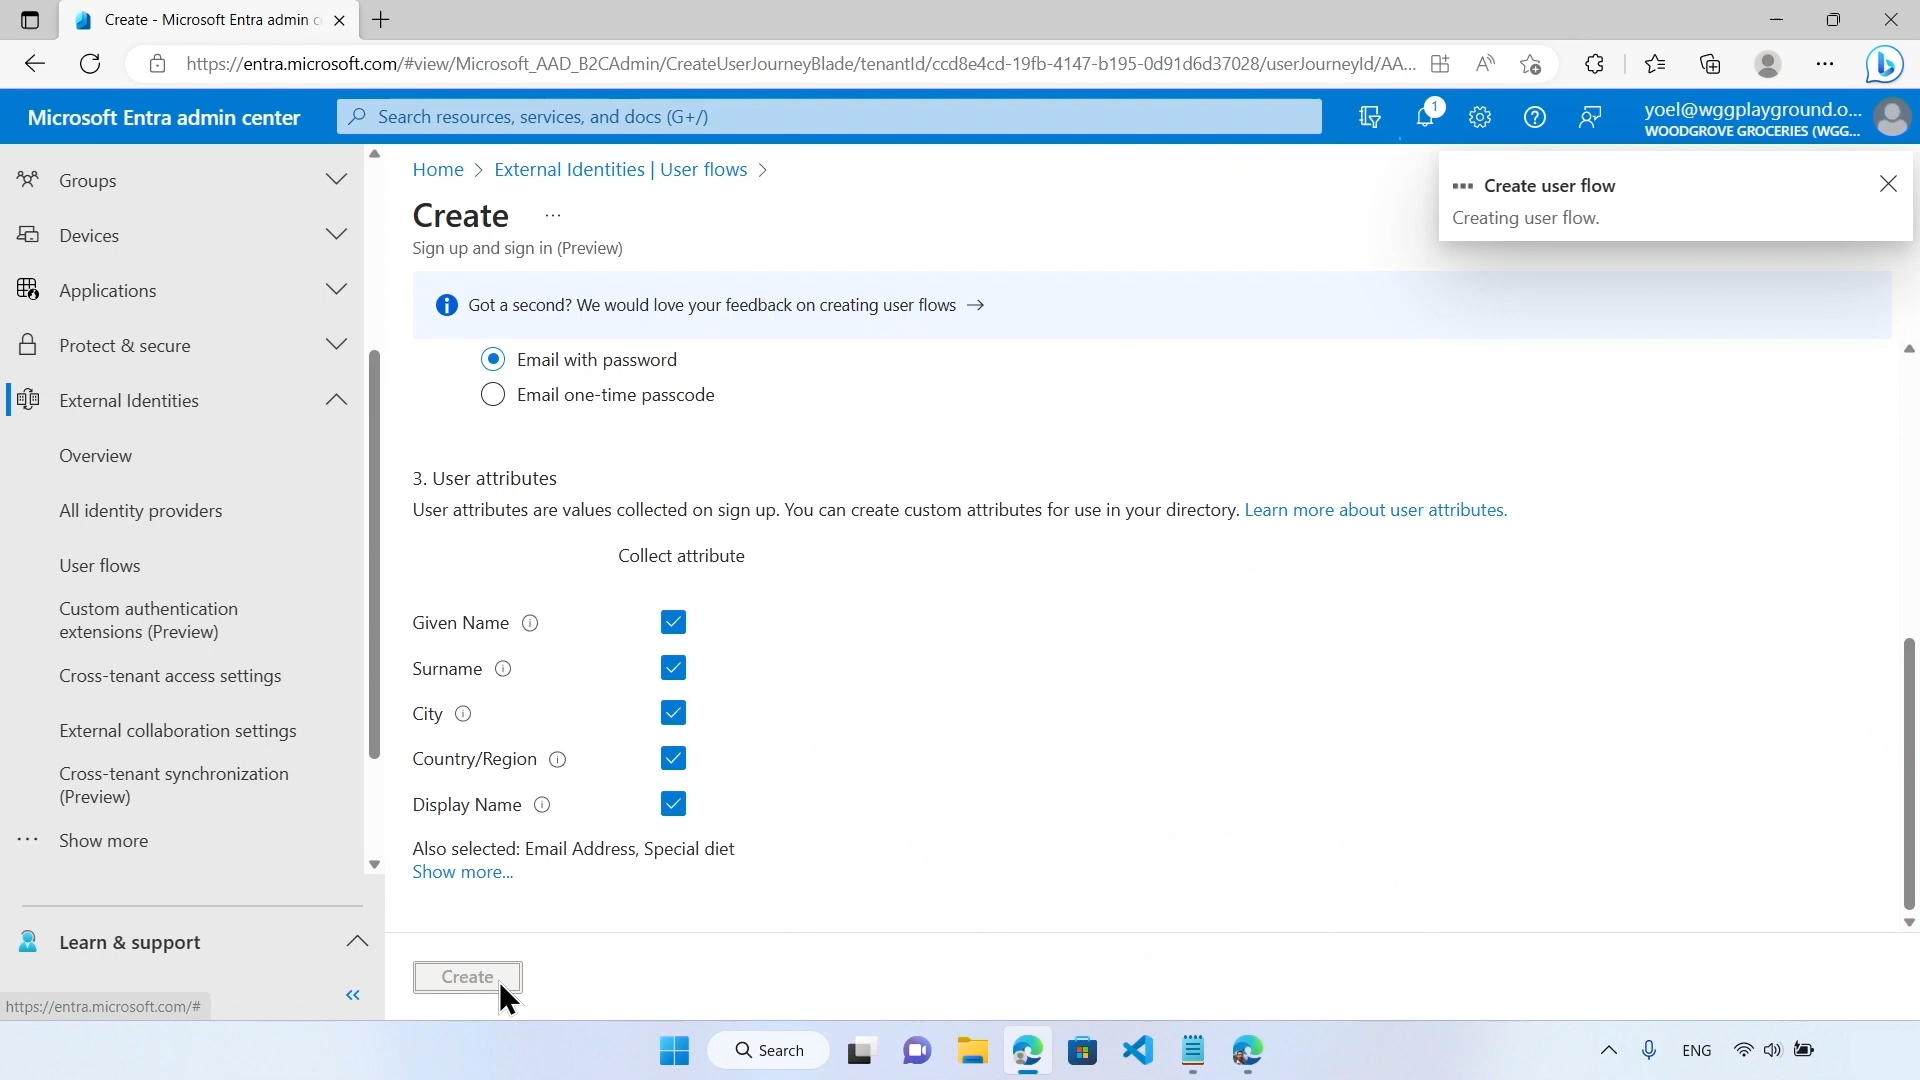 Create - Microsoft Entra admin c
https://entra.microsoft.com/#view/Microsoft_AAD_B2CAdmin/CreateUserJourneyBlade/tenantId/ccd8e4cd-19fb-4147-b195-0d91d6d37028/userJourneyId/AA...
Microsoft Entra admin center
Search resources, services, and docs (G+/)
1
yoel@wggplayground.o...
WOODGROVE GROCERIES (WGG...
Groups
Devices
Applications
Protect & secure
External Identities
Overview
All identity providers
User flows
Custom authentication
extensions (Preview)
Cross-tenant access settings
External collaboration settings
Cross-tenant synchronization
(Preview)
Show more
Learn & support
https://entra.microsoft.com/#
Home > External Identities | User flows >
Create ...
Sign up and sign in (Preview)
Create user flow
Creating user flow.
Got a second? We would love your feedback on creating user flows →
Email with password
Email one-time passcode
3. User attributes
User attributes are values collected on sign up. You can create custom attributes for use in your directory. Learn more about user attributes.
Collect attribute
Given Name
Surname
City
Country/Region
Display Name
Also selected: Email Address, Special diet
Show more...
Create
Search
ENG